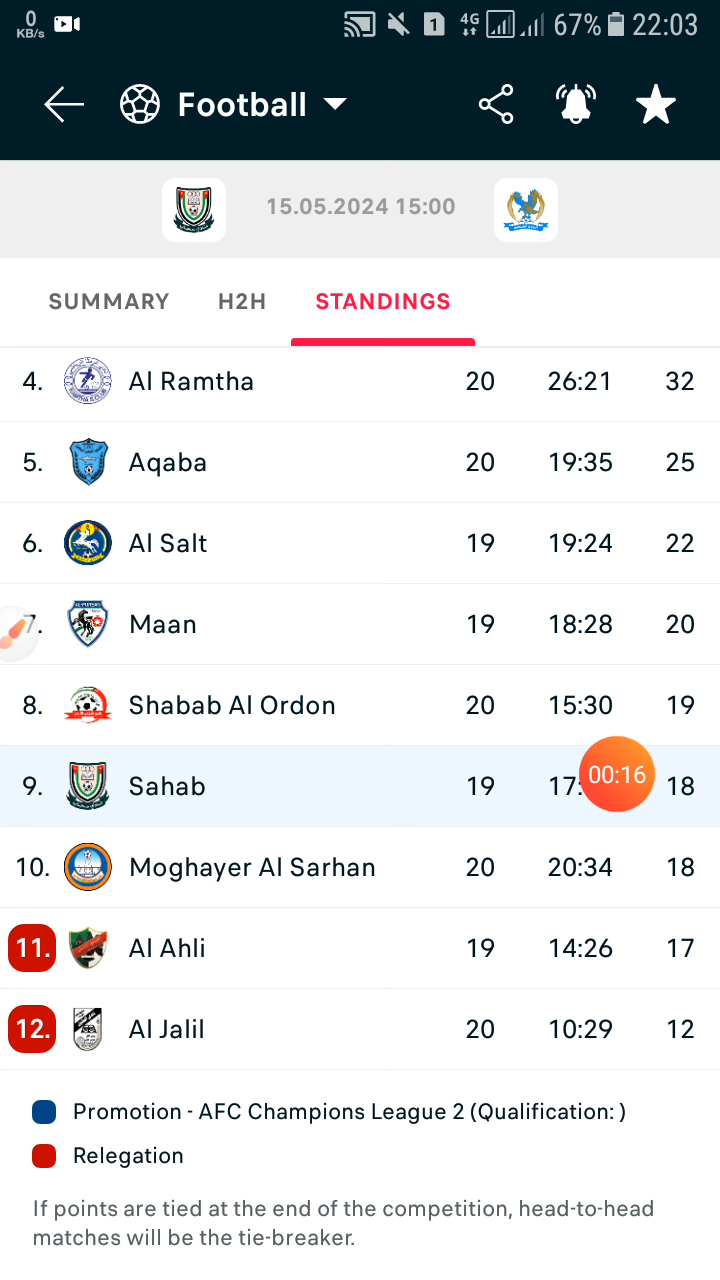 0 KB/s 1 4G 67% 22:03
Football
15.05.2024 15:00
SUMMARY H2H STANDINGS
4. Al Ramtha 20 26:21 32
5. Aqaba 20 19:35 25
6. Al Salt 19 19:24 22
7. Maan 19 18:28 20
8. Shabab Al Ordon 20 15:30 19
9. Sahab 19 17: 00:16 18
10. Moghayer Al Sarhan 20 20:34 18
11. Al Ahli 19 14:26 17
12. Al Jalil 20 10:29 12
Promotion - AFC Champions League 2 (Qualification: )
Relegation
If points are tied at the end of the competition, head-to-head
matches will be the tie-breaker.